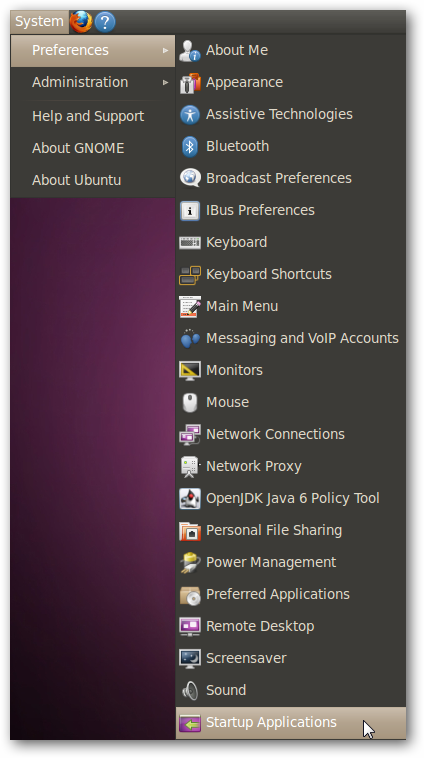 System
Preferences
Administration
Help and Support
About GNOME
About Ubuntu
About Me
Appearance
Assistive Technologies
Bluetooth
Broadcast Preferences
IBus Preferences
Keyboard
Keyboard Shortcuts
Main Menu
Messaging and VoIP Accounts
Monitors
Mouse
Network Connections
Network Proxy
OpenJDK Java 6 Policy Tool
Personal File Sharing
Power Management
Preferred Applications
Remote Desktop
Screensaver
Sound
Startup Applications